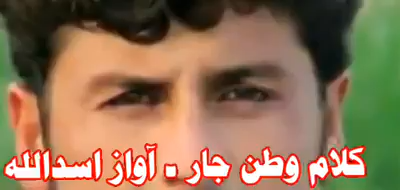 کلام وطن جار . آواز اسدالله